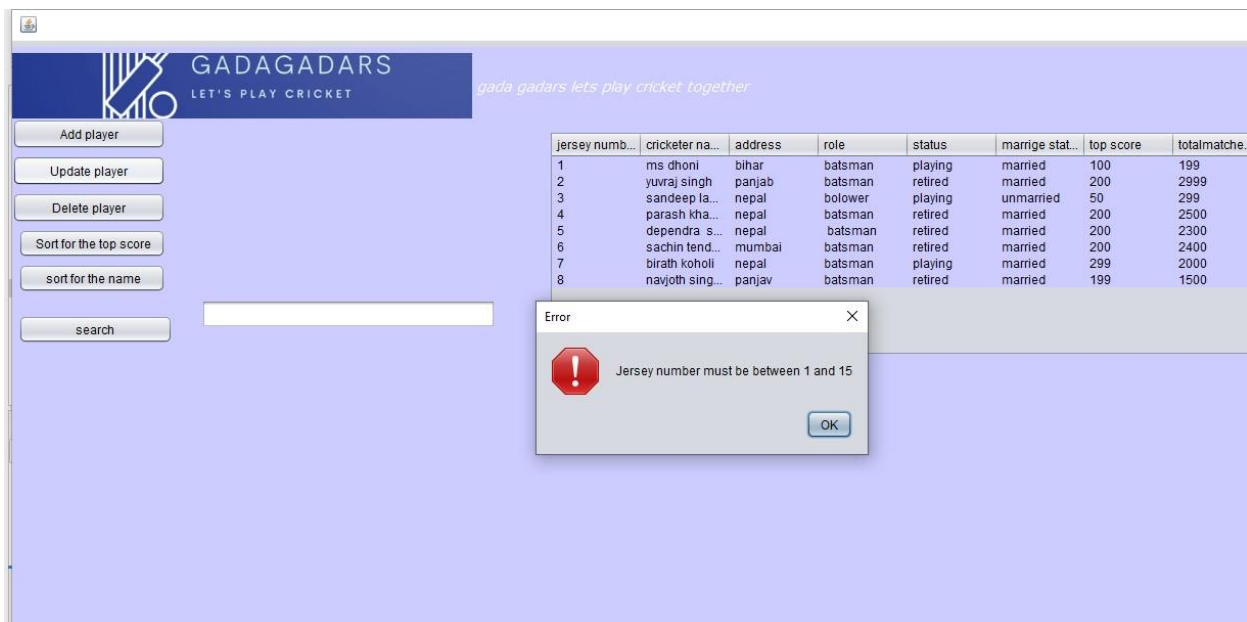 GADAGADARS
LET'S PLAY CRICKET
gada gadars lets play cricket together
Add player
Update player
Delete player
Sort for the top score
sort for the name
search
jersey numb... cricketer na... address role status marrige stat... top score totalmatche.
1 ms dhoni bihar batsman playing married 100 199
2 yuvraj singh panjab batsman retired married 200 2999
3 sandeep la... nepal bolower playing unmarried 50 299
4 parash kha... nepal batsman retired married 200 2500
5 dependra s... nepal batsman retired married 200 2300
6 sachin tend... mumbai batsman retired married 200 2400
7 birath koholi nepal batsman playing married 299 2000
8 navjoth sing... panjav batsman retired married 199 1500
Error
Jersey number must be between 1 and 15
OK